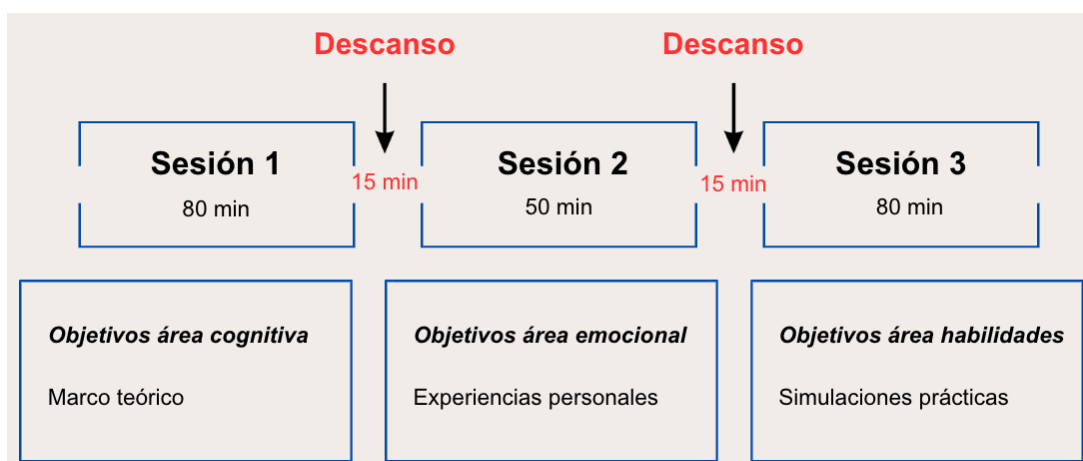 Descanso
Descanso
Sesión 1
80 min
15 min
Sesión 2
50 min
15 min
Sesión 3
80 min
Objetivos área cognitiva
Marco teórico
Objetivos área emocional
Experiencias personales
Objetivos área habilidades
Simulaciones prácticas